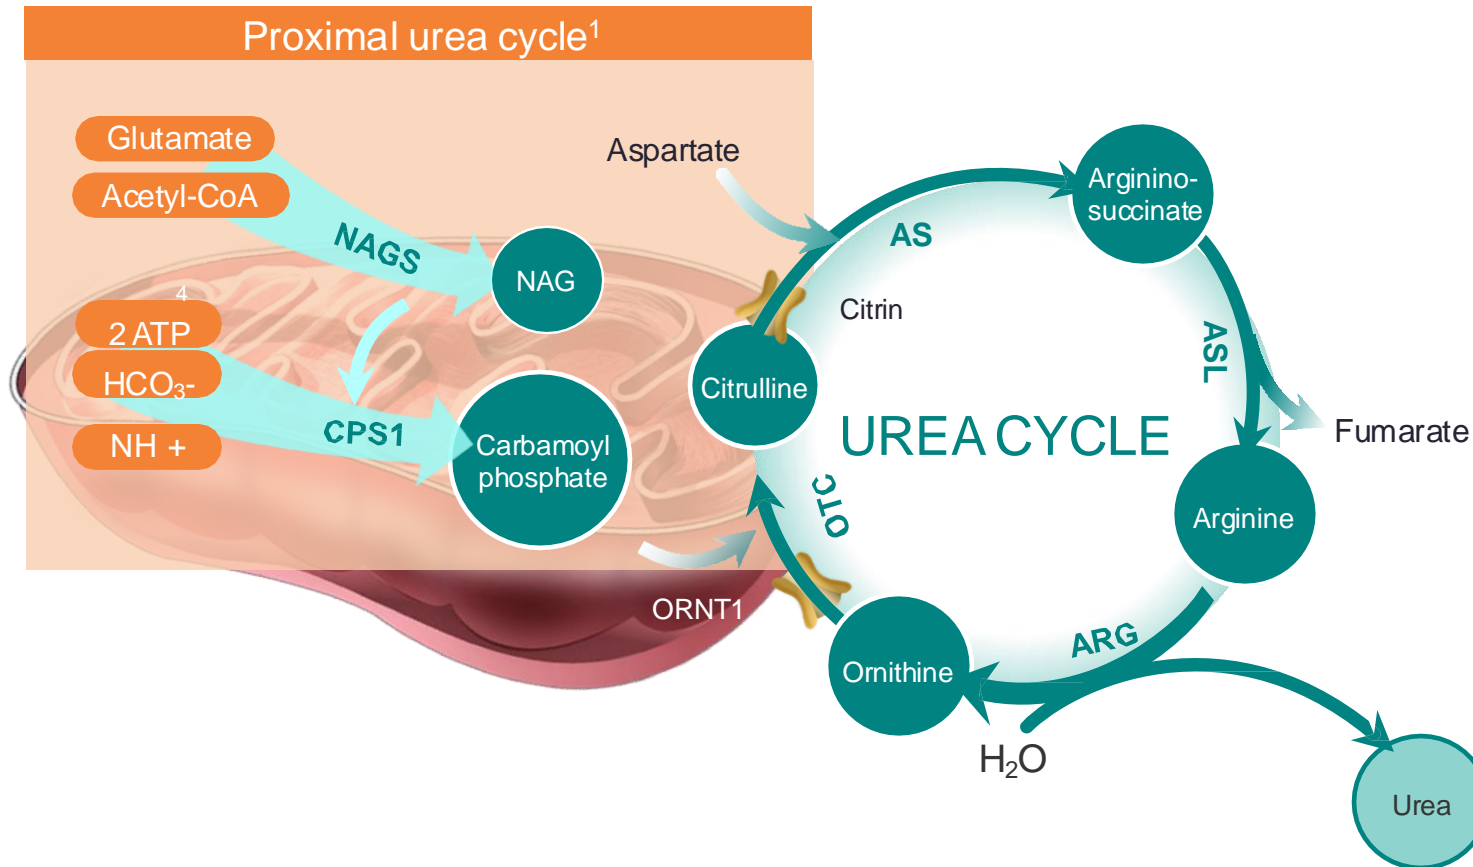 Proximal urea cycle¹
Glutamate
Acetyl-CoA
NAGS
NAG
4
2 ATP
HCO₃-
NH +
CPS1
Carbamoyl
phosphate
Aspartate
AS
Arginino-
succinate
Citrin
Citrulline
ASL
UREA CYCLE
Fumarate
OTC
Arginine
ORNT1
ARG
Ornithine
H₂O
Urea